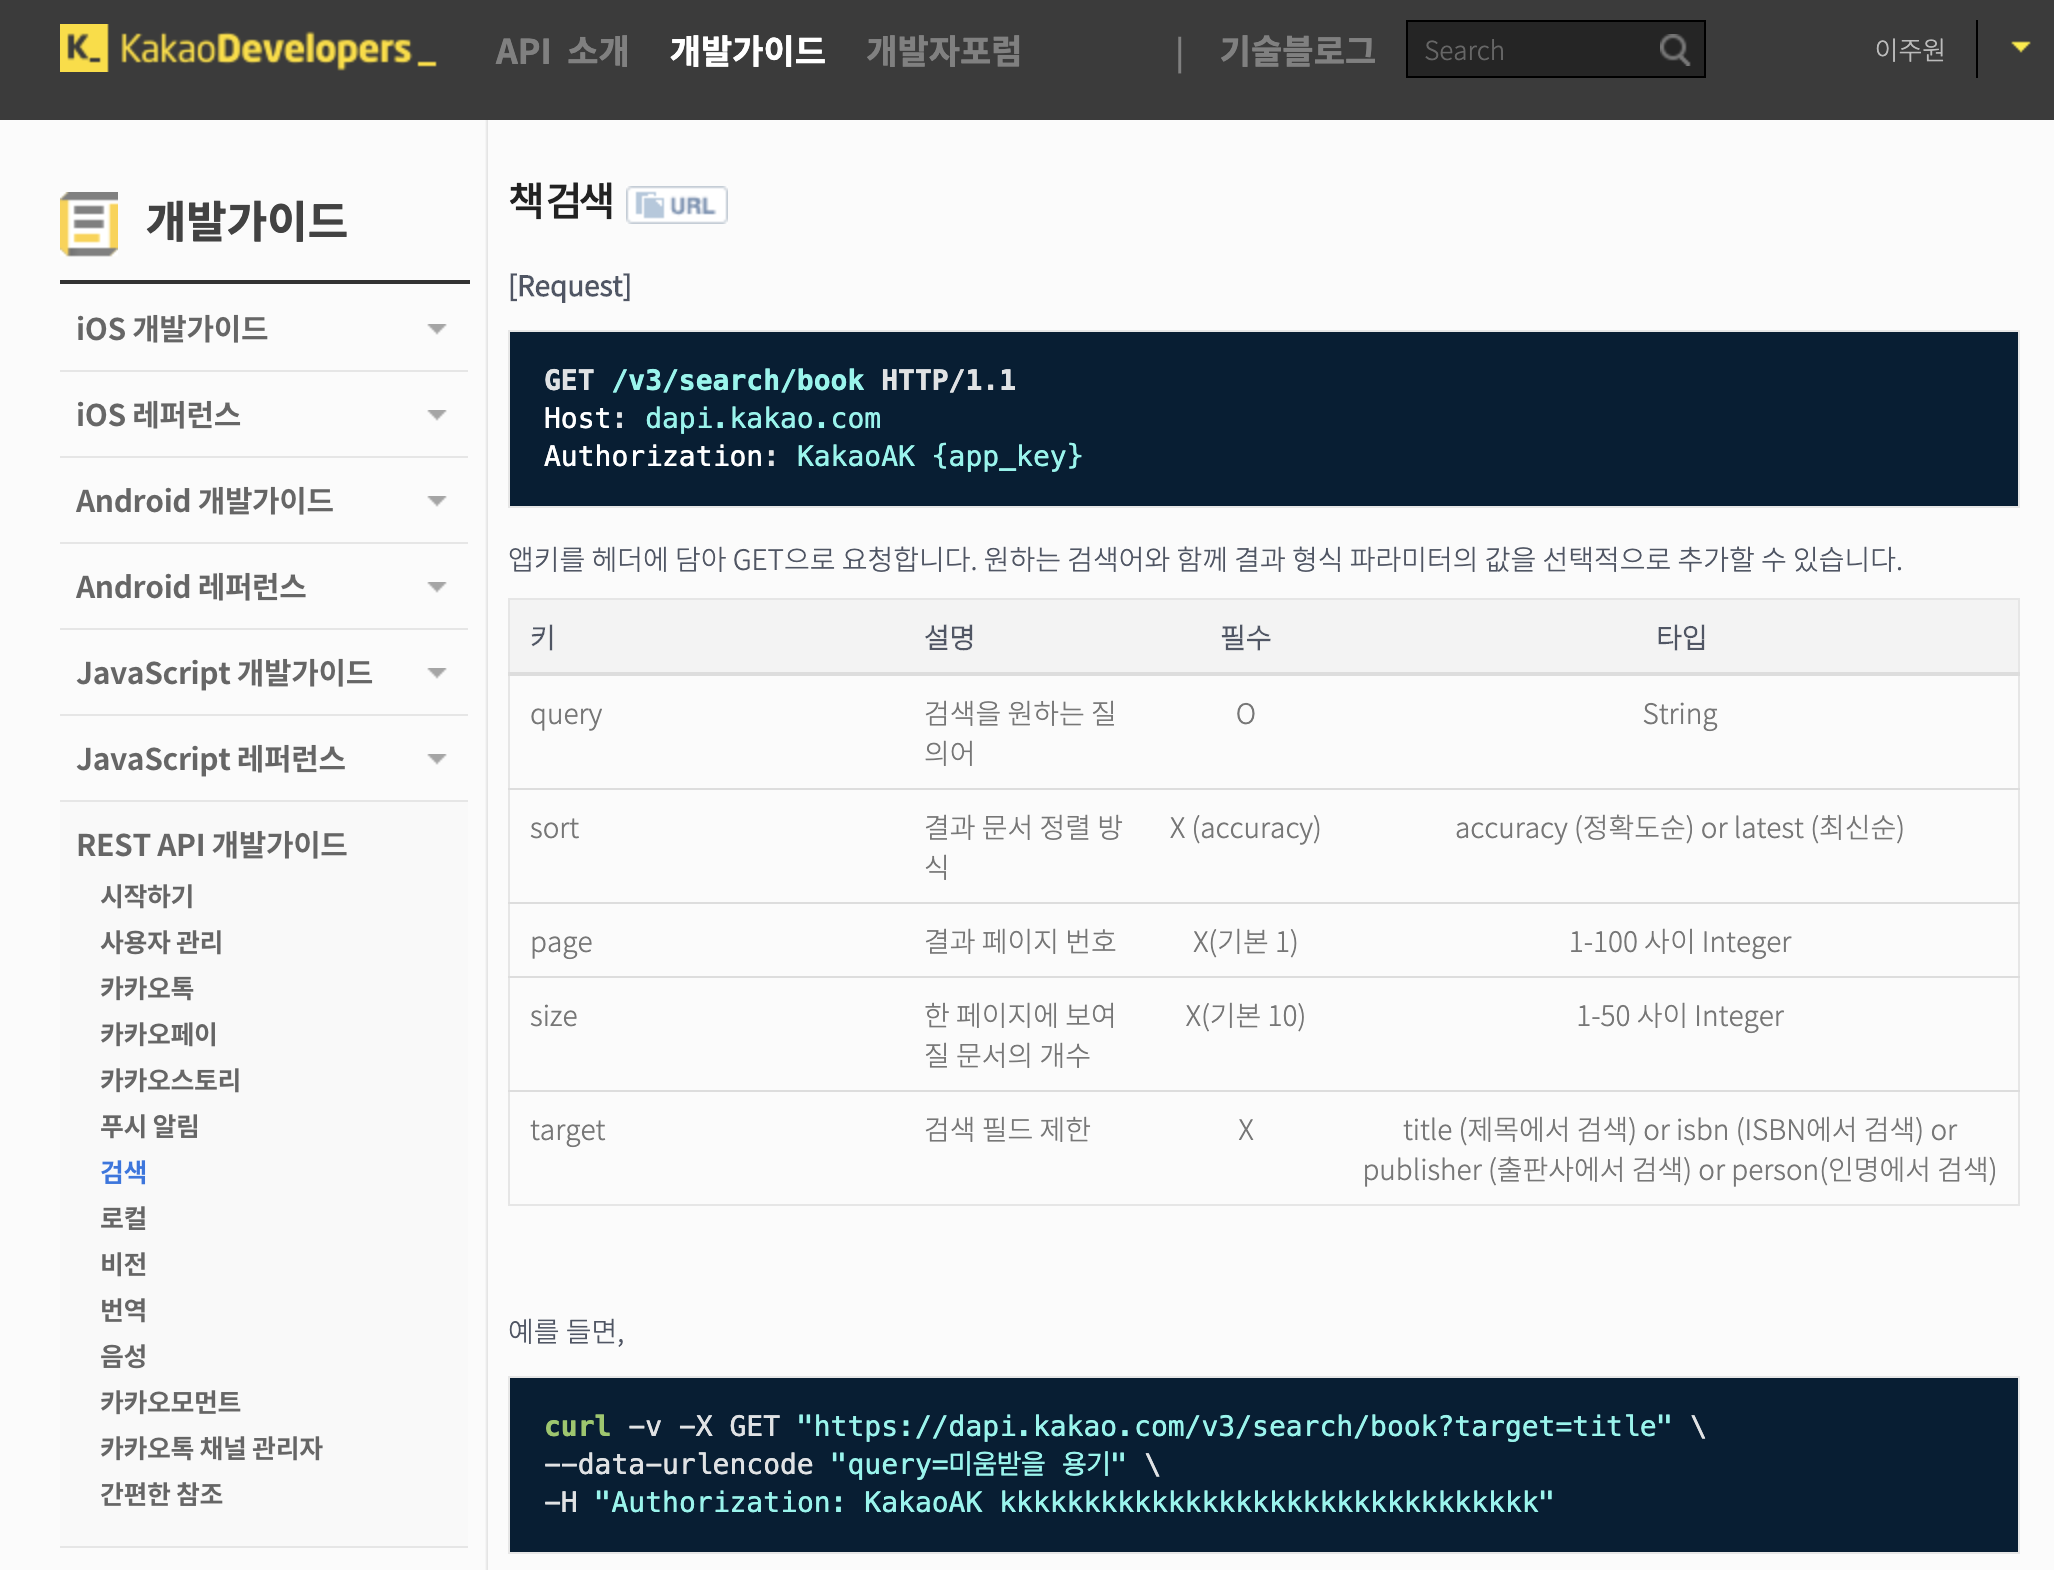 K_ KakaoDevelopers_ API 소개 개발가이드 개발자포럼 | 기술블로그 Search 이주원
개발가이드
iOS 개발가이드
iOS 레퍼런스
Android 개발가이드
Android 레퍼런스
JavaScript 개발가이드
JavaScript 레퍼런스
REST API 개발가이드
시작하기
사용자 관리
카카오톡
카카오페이
카카오스토리
푸시 알림
검색
로컬
비전
번역
음성
카카오모먼트
카카오톡 채널 관리자
간편한 참조
책 검색 URL
[Request]
GET /v3/search/book HTTP/1.1
Host: dapi.kakao.com
Authorization: KakaoAK {app_key}
앱키를 헤더에 담아 GET으로 요청합니다. 원하는 검색어와 함께 결과 형식 파라미터의 값을 선택적으로 추가할 수 있습니다.
키 설명 필수 타입
query 검색을 원하는 질 O String
의어
sort 결과 문서 정렬 방 X (accuracy) accuracy (정확도순) or latest (최신순)
식
page 결과 페이지 번호 X(기본 1) 1-100 사이 Integer
size 한 페이지에 보여 X(기본 10) 1-50 사이 Integer
질 문서의 개수
target 검색 필드 제한 X title (제목에서 검색) or isbn (ISBN에서 검색) or
publisher (출판사에서 검색) or person(인명에서 검색)
예를 들면,
curl -v -X GET "https://dapi.kakao.com/v3/search/book?target=title" \
--data-urlencode "query=미움받을 용기" \
-H "Authorization: KakaoAK kkkkkkkkkkkkkkkkkkkkkkkkkkkkkkkk"